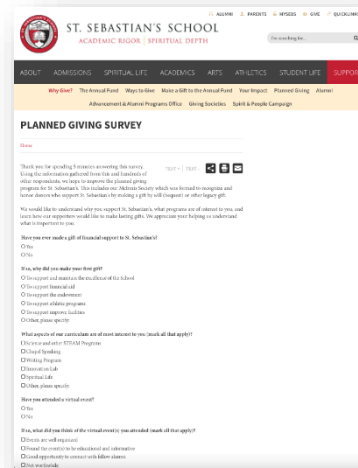 ALUMNI PARENTS MYSEBS GIVE QUICKLINKS
ST. SEBASTIAN'S SCHOOL
ACADEMIC RIGOR | SPIRITUAL DEPTH
I'm searching for...
ABOUT ADMISSIONS SPIRITUAL LIFE ACADEMICS ARTS ATHLETICS STUDENT LIFE SUPPOR
Why Give? The Annual Fund Ways to Give Make a Gift to the Annual Fund Your Impact Planned Giving Alumni
Advancement & Alumni Programs Office Giving Societies Spirit & People Campaign
PLANNED GIVING SURVEY
Home
TEXT + | TEXT -
Thank you for spending 5 minutes answering this survey.
Using the information gathered from this and hundreds of
other respondents, we hope to improve the planned giving
program for St. Sebastian's. This includes our McInnis Society which was formed to recognize and
honor donors who support St. Sebastian's by making a gift by will (bequest) or other legacy gift.
We would like to understand why you support St. Sebastian's, what programs are of interest to you, and
learn how our supporters would like to make lasting gifts. We appreciate your helping us understand
what is important to you.
Have you ever made a gift of financial support to St. Sebastian's?
Yes
No
If so, why did you make your first gift?
To support and maintain the excellence of the School
To support financial aid
To support the endowment
To support athletic programs
To support improve facilities
Other, please specify:
What aspects of our curriculum are of most interest to you (mark all that apply)?
Science and other STEAM Programs
Chapel Speaking
Writing Program
Innovation Lab
Spiritual Life
Other, please specify:
Have you attended a virtual event?
Yes
No
If so, what did you think of the virtual event(s) you attended (mark all that apply)?
Events are well organized
Found the event(s) to be educational and informative
Good opportunity to connect with fellow alumni
Not worthwhile